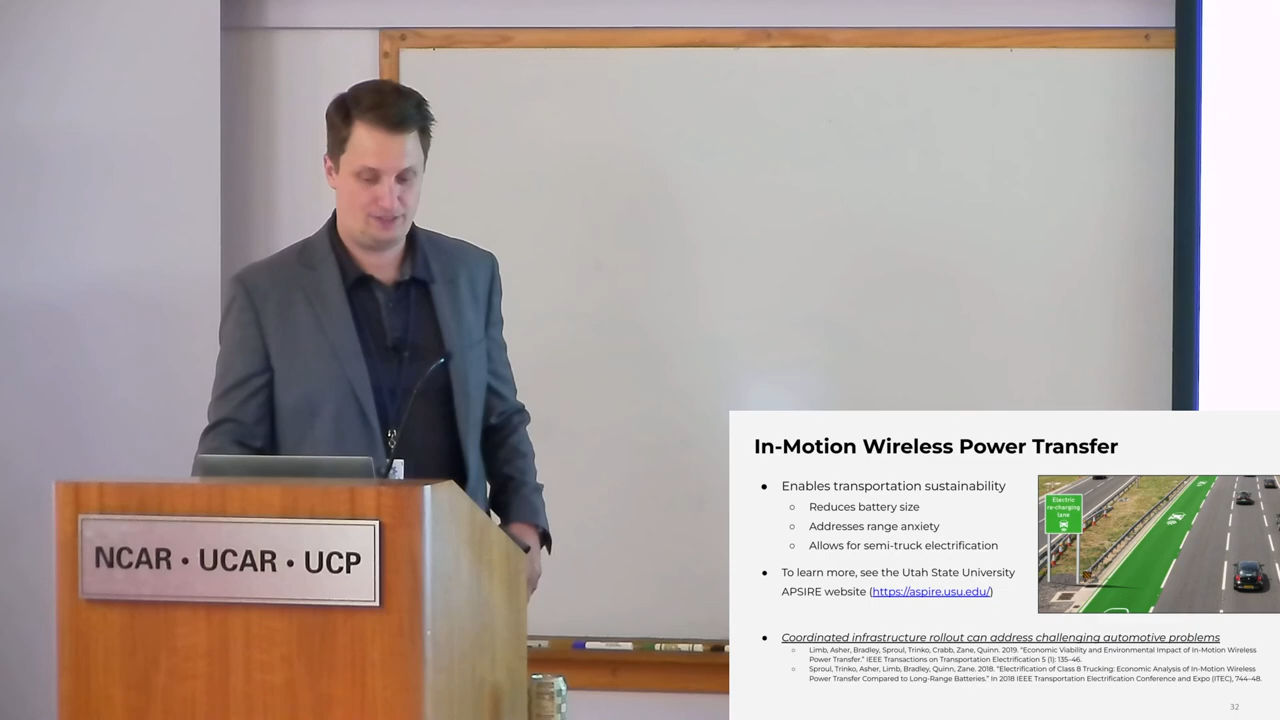 NCAR • UCAR • UCP
In-Motion Wireless Power Transfer
● Enables transportation sustainability
○ Reduces battery size
○ Addresses range anxiety
○ Allows for semi-truck electrification
● To learn more, see the Utah State University
APSIRE website (https://aspire.usu.edu/)
Electric
re-charging
lane
● Coordinated infrastructure rollout can address challenging automotive problems
○ Limb, Asher, Bradley, Sproul, Trinko, Crabb, Zane, Quinn. 2019. "Economic Viability and Environmental Impact of In-Motion Wireless
Power Transfer." IEEE Transactions on Transportation Electrification 5 (1): 135–46.
○ Sproul, Trinko, Asher, Limb, Bradley, Quinn, Zane. 2018. "Electrification of Class 8 Trucking: Economic Analysis of In-Motion Wireless
Power Transfer Compared to Long-Range Batteries." In 2018 IEEE Transportation Electrification Conference and Expo (ITEC), 744–48.
32